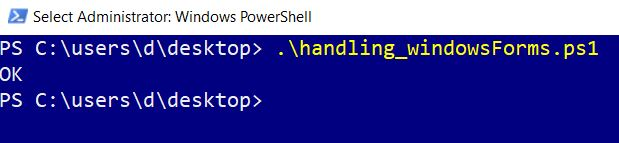 Select Administrator: Windows PowerShell
PS C:\users\d\desktop> .\handling_windowsForms.ps1
OK
PS C:\users\d\desktop>